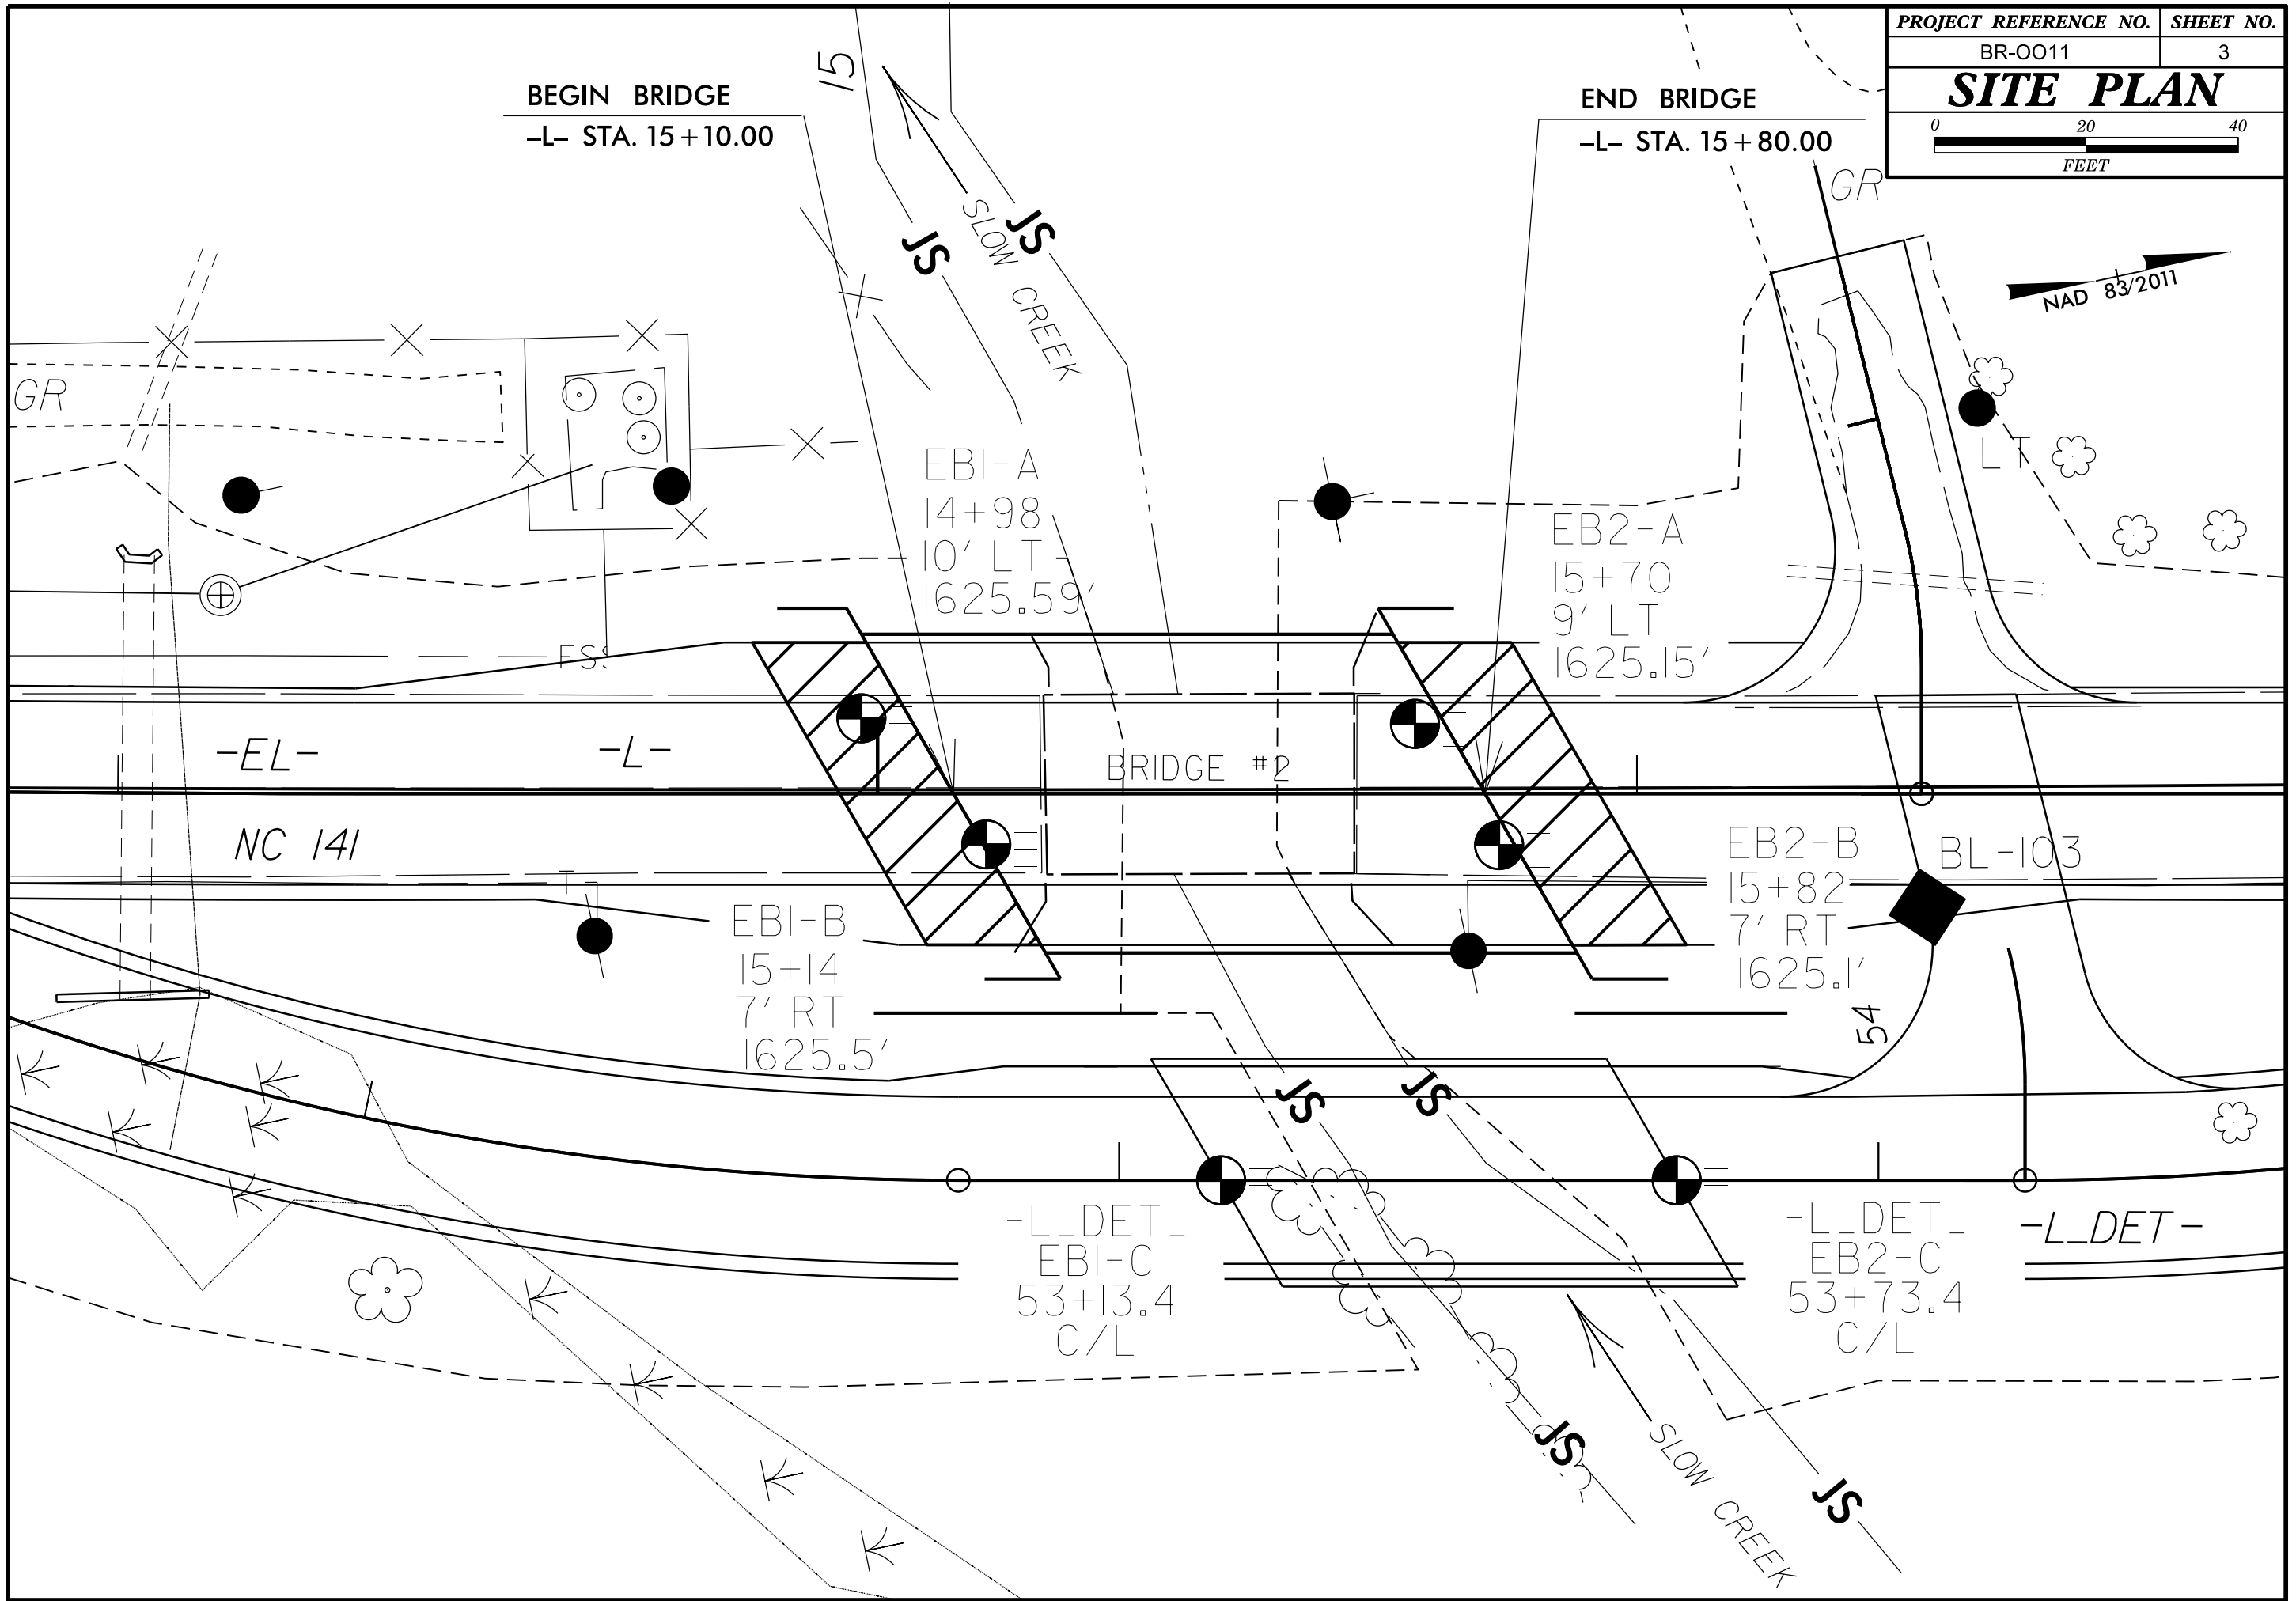 PROJECT REFERENCE NO. SHEET NO.
BR-0011 3
SITE PLAN
0 20 40
FEET
BEGIN BRIDGE
-L- STA. 15+10.00
15
END BRIDGE
-L- STA. 15+80.00
GR
NAD 83/2011
JS
JS
SLOW CREEK
GR
LT
EB1-A
14+98
10' LT
1625.59'
EB2-A
15+70
9' LT
1625.15'
FSS
-EL-
-L-
BRIDGE #2
NC 141
T
EB1-B
15+14
7' RT
1625.5'
EB2-B
15+82
7' RT
1625.1'
BL-103
54
JS
JS
-L_DET_
EB1-C
53+13.4
C/L
-L_DET_
EB2-C
53+73.4
C/L
-L_DET-
JS
SLOW CREEK
JS